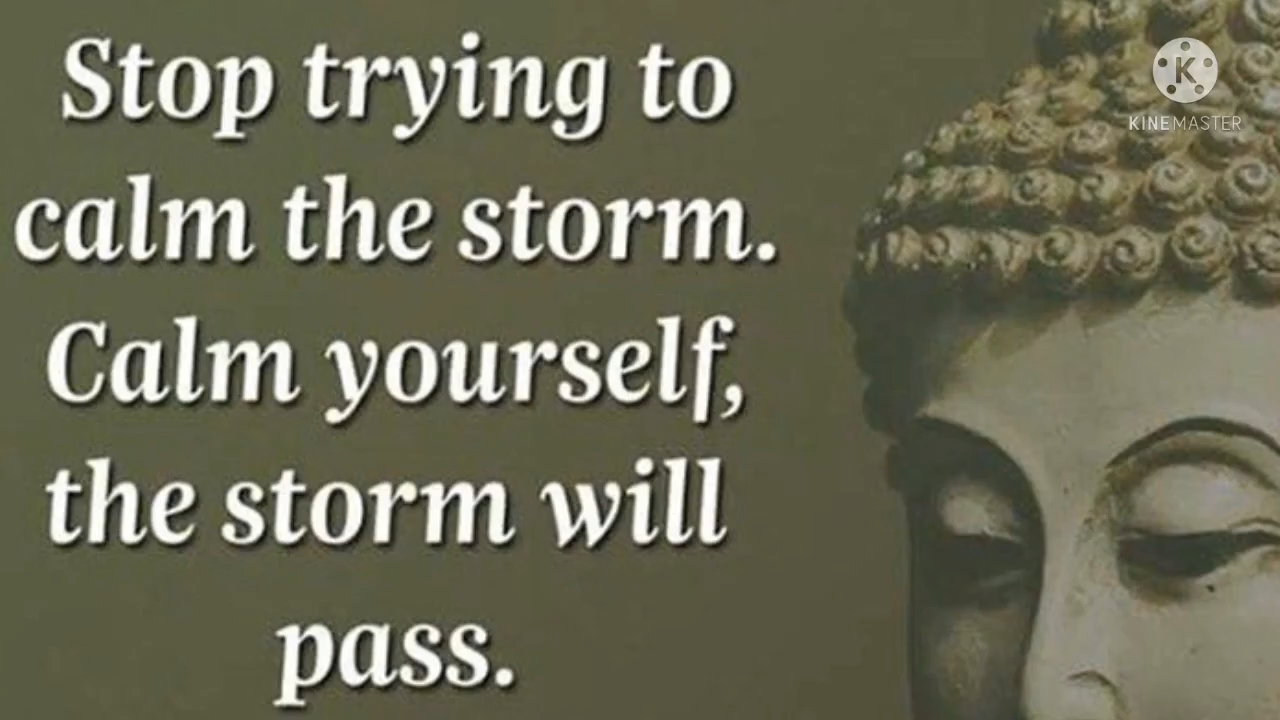 Stop trying to
calm the storm.
Calm yourself,
the storm will
pass.
K
KINEMASTER